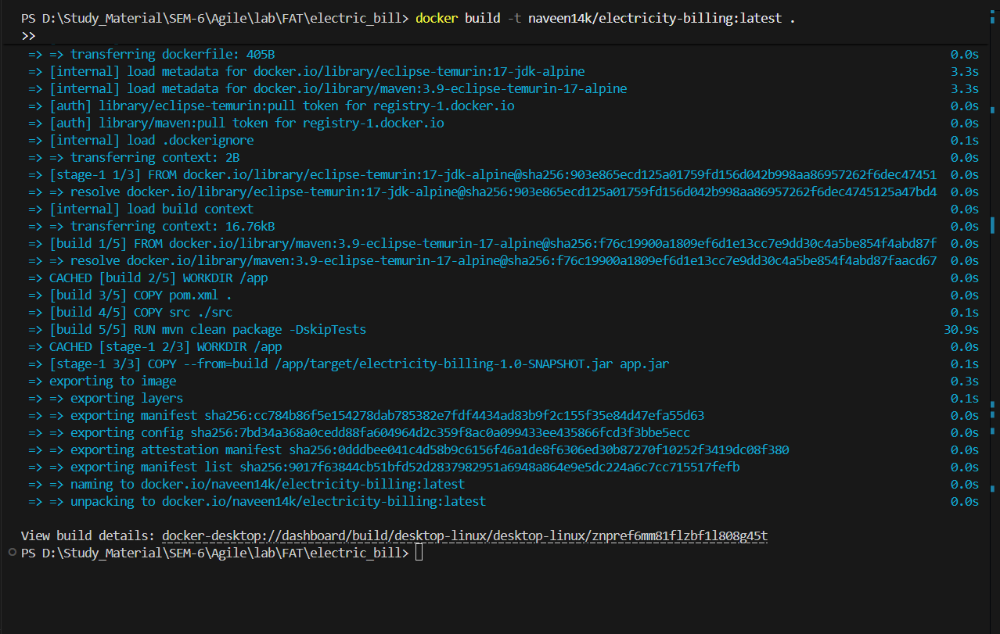 PS D:\Study_Material\SEM-6\Agile\lab\FAT\electric_bill> docker build -t naveen14k/electricity-billing:latest .
>>
=> => transferring dockerfile: 405B 0.0s
=> [internal] load metadata for docker.io/library/eclipse-temurin:17-jdk-alpine 3.3s
=> [internal] load metadata for docker.io/library/maven:3.9-eclipse-temurin-17-alpine 3.3s
=> [auth] library/eclipse-temurin:pull token for registry-1.docker.io 0.0s
=> [auth] library/maven:pull token for registry-1.docker.io 0.0s
=> [internal] load .dockerignore 0.1s
=> => transferring context: 2B 0.0s
=> [stage-1 1/3] FROM docker.io/library/eclipse-temurin:17-jdk-alpine@sha256:903e865ecd125a01759fd156d042b998aa86957262f6dec47451 0.0s
=> => resolve docker.io/library/eclipse-temurin:17-jdk-alpine@sha256:903e865ecd125a01759fd156d042b998aa86957262f6dec4745125a47bd4 0.0s
=> [internal] load build context 0.0s
=> => transferring context: 16.76kB 0.0s
=> [build 1/5] FROM docker.io/library/maven:3.9-eclipse-temurin-17-alpine@sha256:f76c19900a1809ef6d1e13cc7e9dd30c4a5be854f4abd87f 0.0s
=> => resolve docker.io/library/maven:3.9-eclipse-temurin-17-alpine@sha256:f76c19900a1809ef6d1e13cc7e9dd30c4a5be854f4abd87faacd67 0.0s
=> CACHED [build 2/5] WORKDIR /app 0.0s
=> [build 3/5] COPY pom.xml . 0.0s
=> [build 4/5] COPY src ./src 0.1s
=> [build 5/5] RUN mvn clean package -DskipTests 30.9s
=> CACHED [stage-1 2/3] WORKDIR /app 0.0s
=> [stage-1 3/3] COPY --from=build /app/target/electricity-billing-1.0-SNAPSHOT.jar app.jar 0.1s
=> exporting to image 0.3s
=> => exporting layers 0.1s
=> => exporting manifest sha256:cc784b86f5e154278dab785382e7fdf4434ad83b9f2c155f35e84d47efa55d63 0.0s
=> => exporting config sha256:7bd34a368a0cedd88fa604964d2c359f8ac0a099433ee435866fcd3f3bbe5ecc 0.0s
=> => exporting attestation manifest sha256:0dddbee041c4d58b9c6156f46a1de8f6306ed30b87270f10252f3419dc08f380 0.0s
=> => exporting manifest list sha256:9017f63844cb51bfd52d2837982951a6948a864e9e5dc224a6c7cc715517fefb 0.0s
=> => naming to docker.io/naveen14k/electricity-billing:latest 0.0s
=> => unpacking to docker.io/naveen14k/electricity-billing:latest 0.0s
View build details: docker-desktop://dashboard/build/desktop-linux/desktop-linux/znpref6mm81flzbf1l808g45t
PS D:\Study_Material\SEM-6\Agile\lab\FAT\electric_bill>